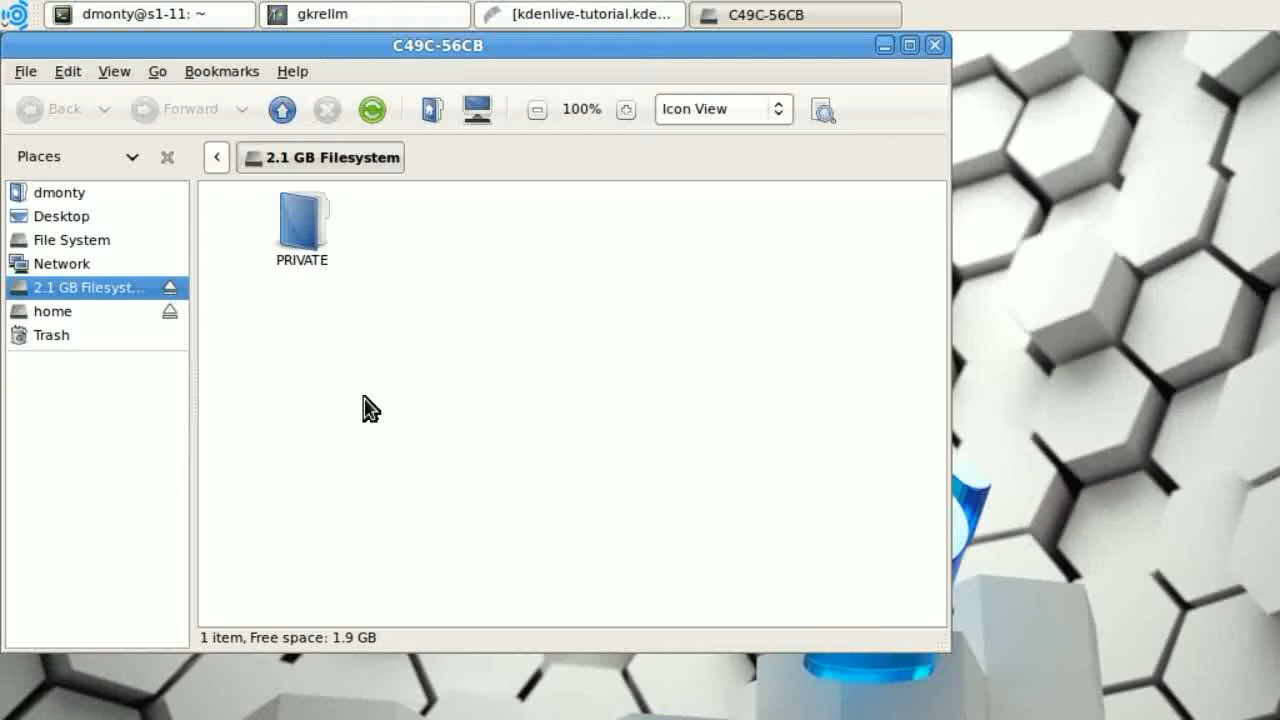 dmonty@s1-11: ~
gkrellm
[kdenlive-tutorial.kde...
C49C-56CB
C49C-56CB
File Edit View Go Bookmarks Help
Back Forward 100% Icon View
Places
2.1 GB Filesystem
dmonty
Desktop
File System
Network
2.1 GB Filesyst...
home
Trash
PRIVATE
1 item, Free space: 1.9 GB